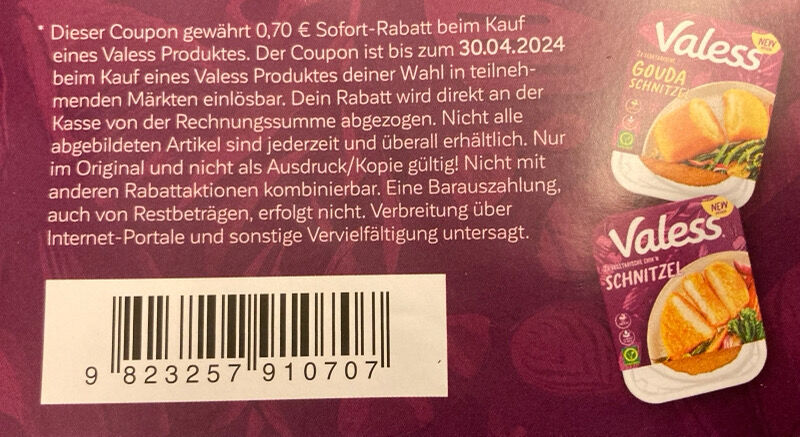 * Dieser Coupon gewährt 0,70 € Sofort-Rabatt beim Kauf
eines Valess Produktes. Der Coupon ist bis zum 30.04.2024
beim Kauf eines Valess Produktes deiner Wahl in teilneh-
menden Märkten einlösbar. Dein Rabatt wird direkt an der
Kasse von der Rechnungssumme abgezogen. Nicht alle
abgebildeten Artikel sind jederzeit und überall erhältlich. Nur
im Original und nicht als Ausdruck/Kopie gültig! Nicht mit
anderen Rabattaktionen kombinierbar. Eine Barauszahlung,
auch von Restbeträgen, erfolgt nicht. Verbreitung über
Internet-Portale und sonstige Vervielfältigung untersagt.
9 823257 910707
Valess
NEW
GOUDA
SCHNITZEL
Valess
NEW
SCHNITZEL